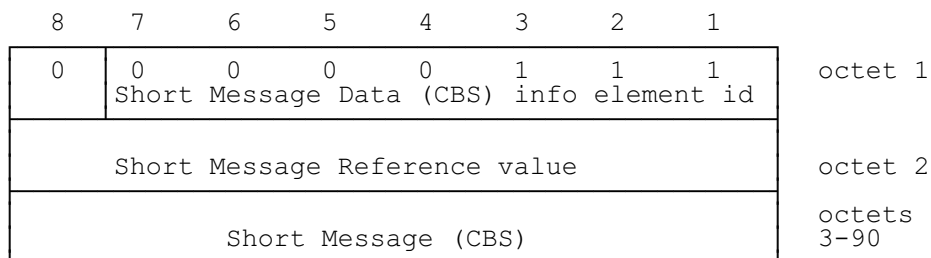 8 7 6 5 4 3 2 1
0 0 0 0 0 1 1 1 octet 1
Short Message Data (CBS) info element id
Short Message Reference value octet 2
octets
Short Message (CBS) 3-90